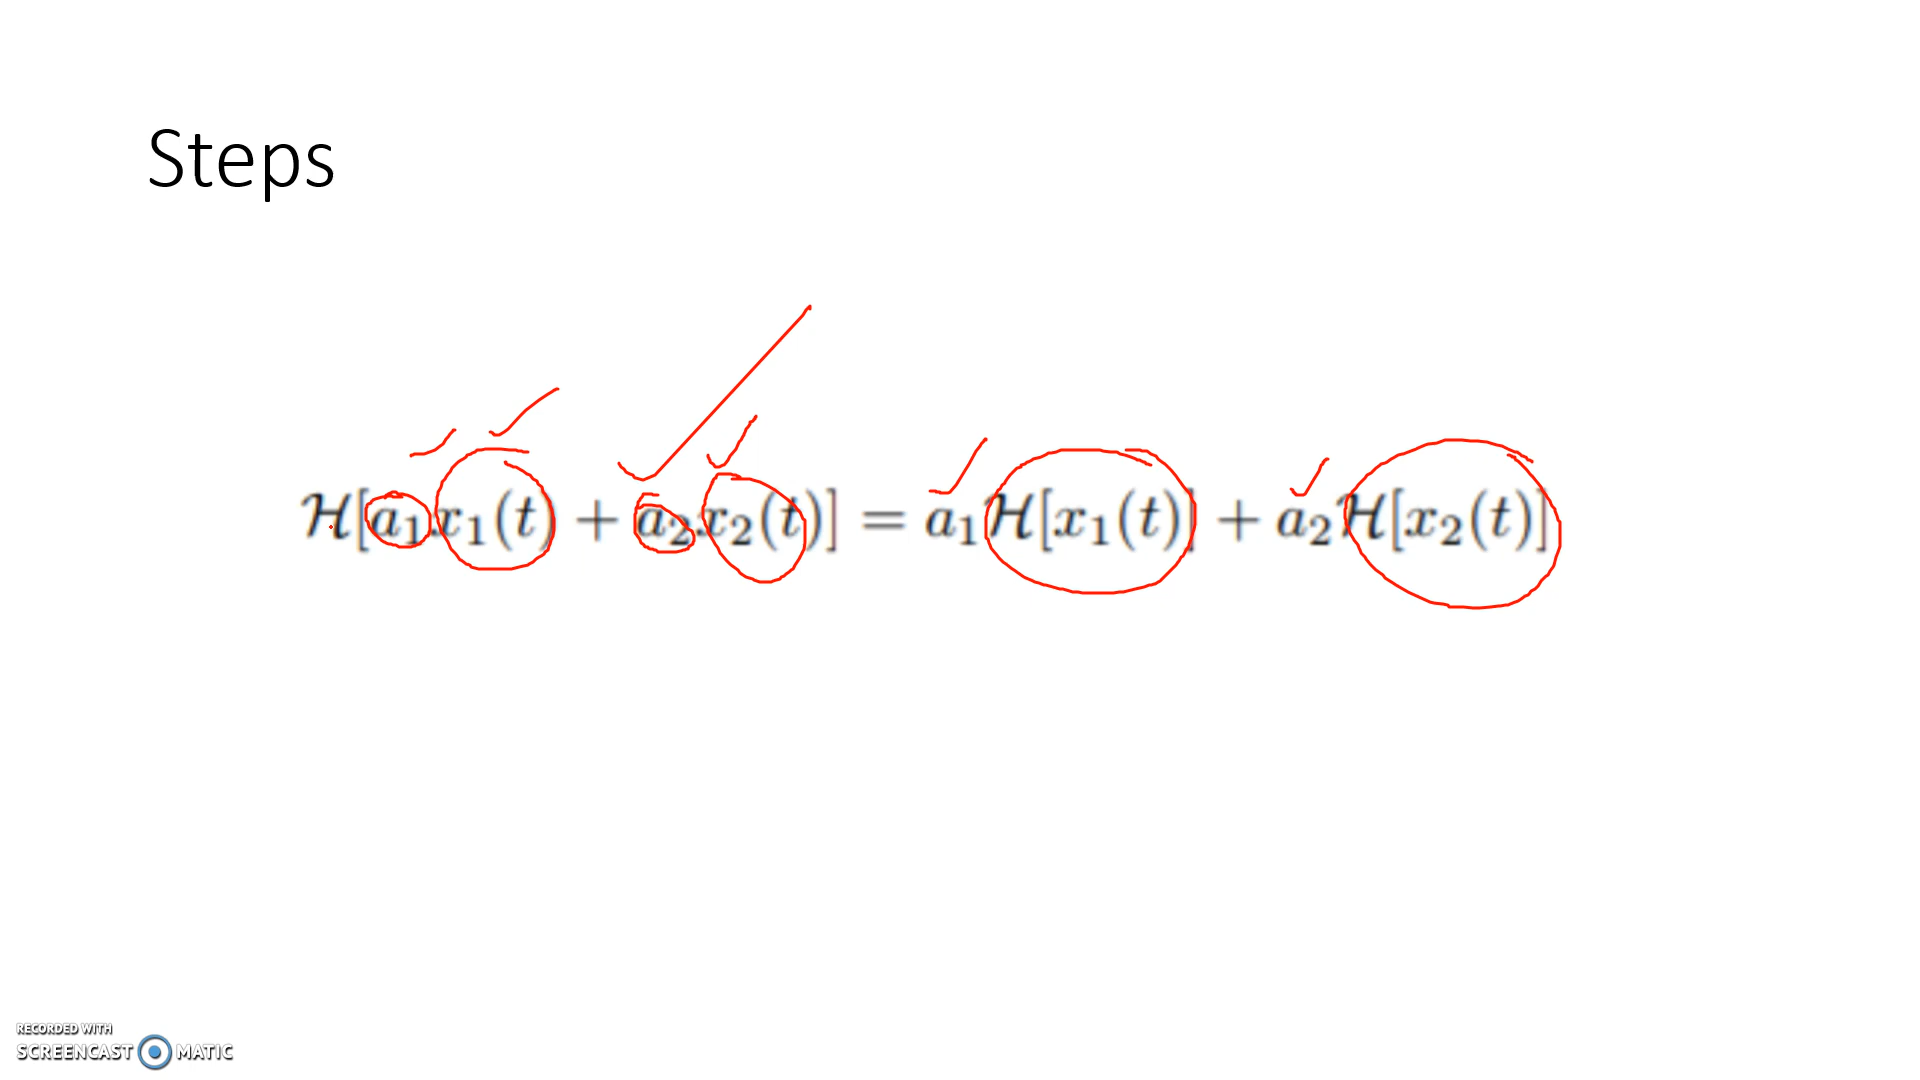 Steps
ℋ[a₁x₁(t) + a₂x₂(t)] = a₁ℋ[x₁(t)] + a₂ℋ[x₂(t)]
RECORDED WITH
SCREENCAST MATIC